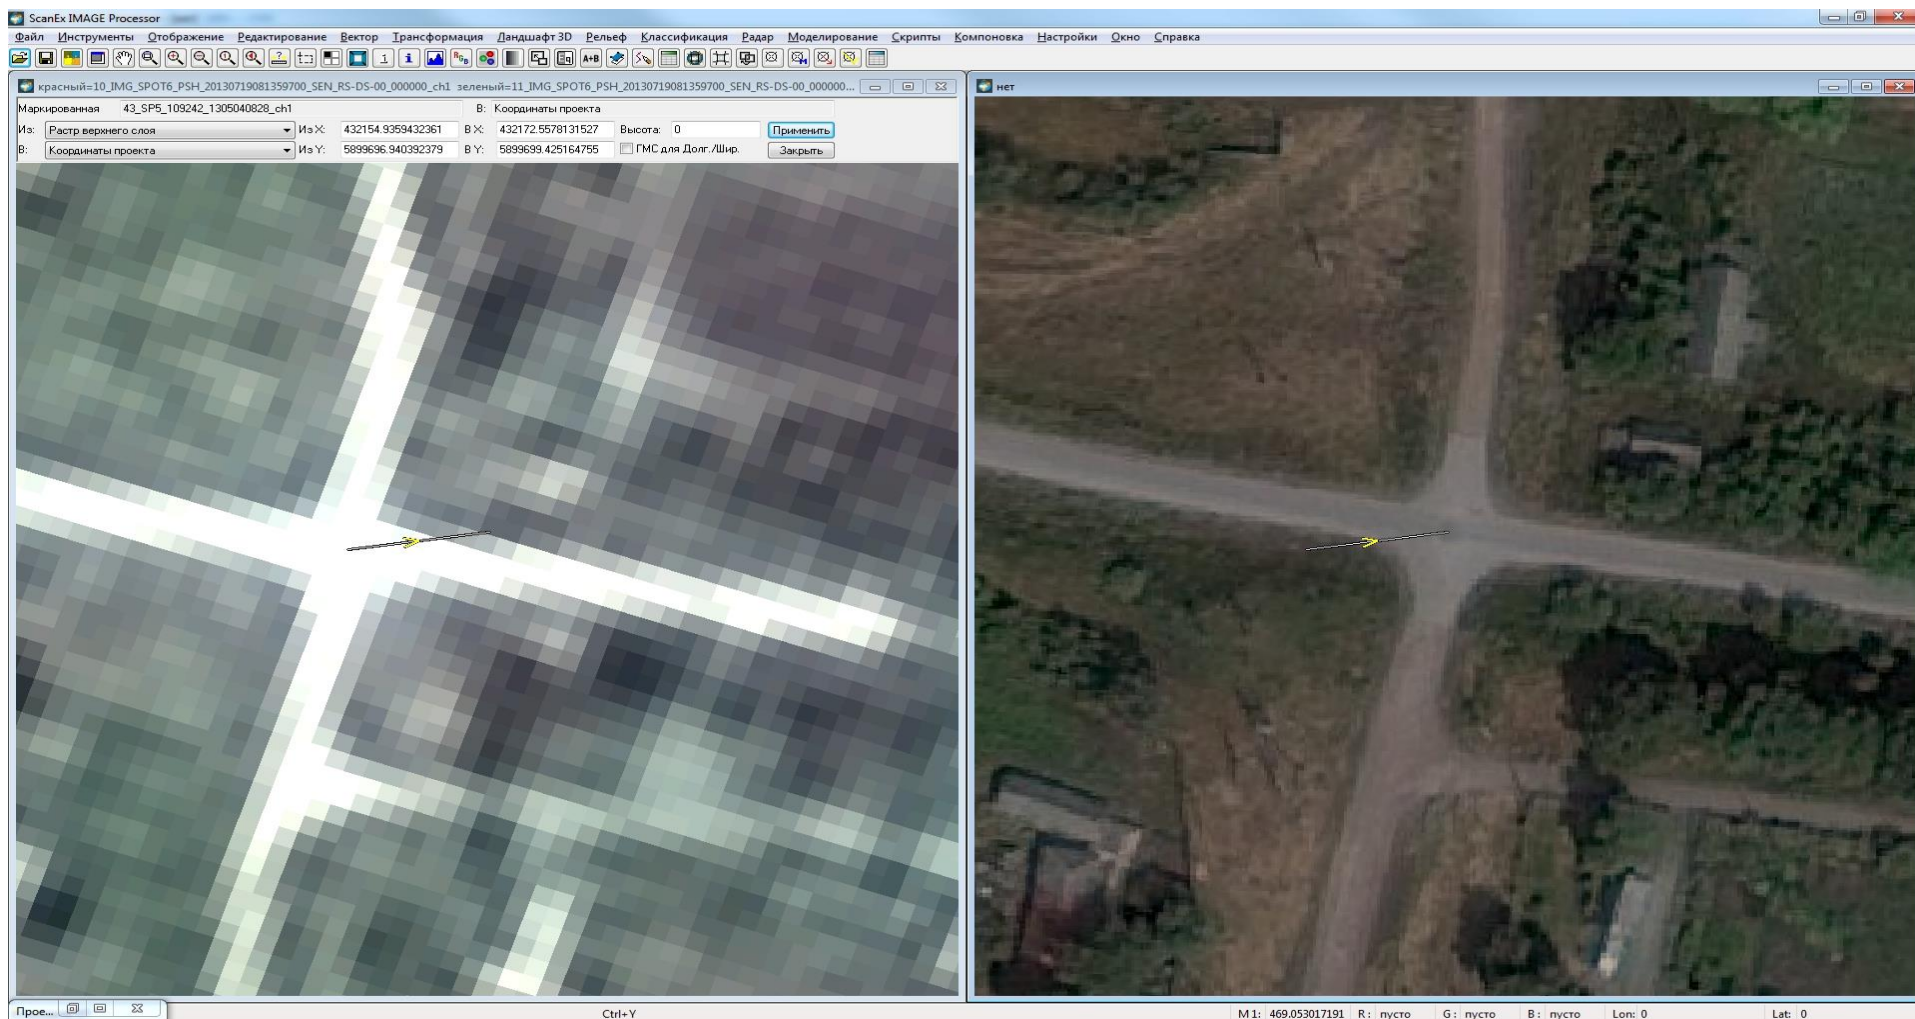 ScanEx IMAGE Processor
Файл Инструменты Отображение Редактирование Вектор Трансформация Ландшафт 3D Рельеф Классификация Радар Моделирование Скрипты Компоновка Настройки Окно Справка
A+B
красный=10_IMG_SPOT6_PSH_20130719081359700_SEN_RS-DS-00_000000_ch1 зеленый=11_IMG_SPOT6_PSH_20130719081359700_SEN_RS-DS-00_000000...
нет
Маркированная 43_SP5_109242_1305040828_ch1 В: Координаты проекта
Из: Растр верхнего слоя Из X: 432154.9359432361 В X: 432172.5578131527 Высота: 0 Применить
В: Координаты проекта Из Y: 5899696.940392379 В Y: 5899699.425164755 ГМС для Долг./Шир. Закрыть
Прое...
Ctrl+Y
M 1: 469.053017191 R: пусто G: пусто B: пусто Lon: 0 Lat: 0